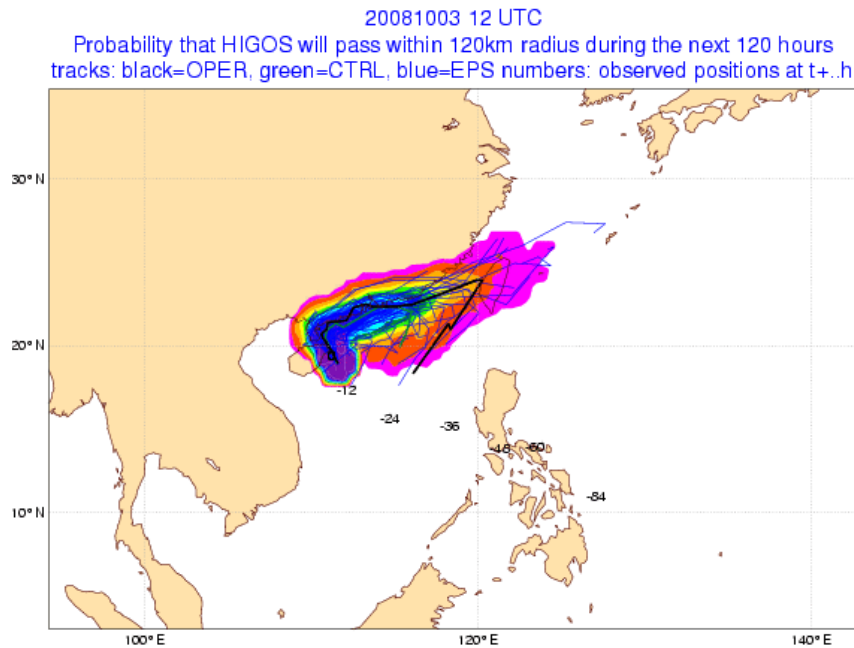 20081003 12 UTC
Probability that HIGOS will pass within 120km radius during the next 120 hours
tracks: black=OPER, green=CTRL, blue=EPS numbers: observed positions at t+..h
30° N
20° N
0
-12
-24
-36
-48
-60
-84
10° N
100° E
120° E
140° E